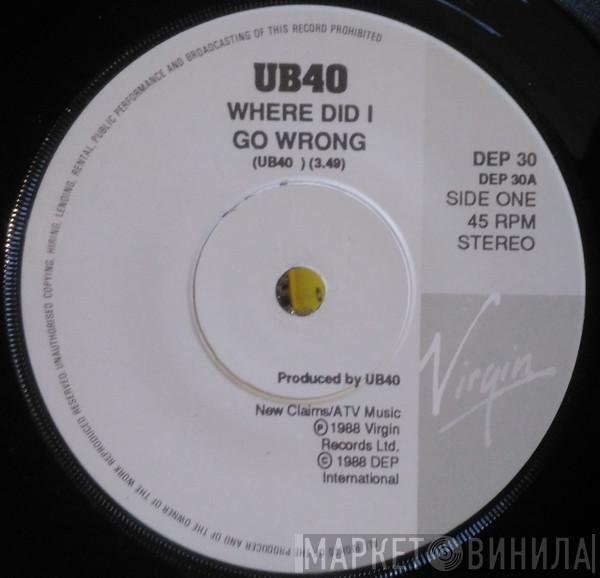 UB40
WHERE DID I
GO WRONG
(UB40 ) (3.49)
DEP 30
DEP 30A
SIDE ONE
45 RPM
STEREO
Virgin
Produced by UB40
New Claims/ATV Music
Ⓟ 1988 Virgin
Records Ltd.
© 1988 DEP
International
OF THE PRODUCER AND OF THE OWNER OF THE WORK REPRODUCED RESERVED UNAUTHORISED COPYING, HIRING, LENDING, RENTAL, PUBLIC PERFORMANCE AND BROADCASTING OF THIS RECORD PROHIBITED
МАРКЕТ ВИНИЛА